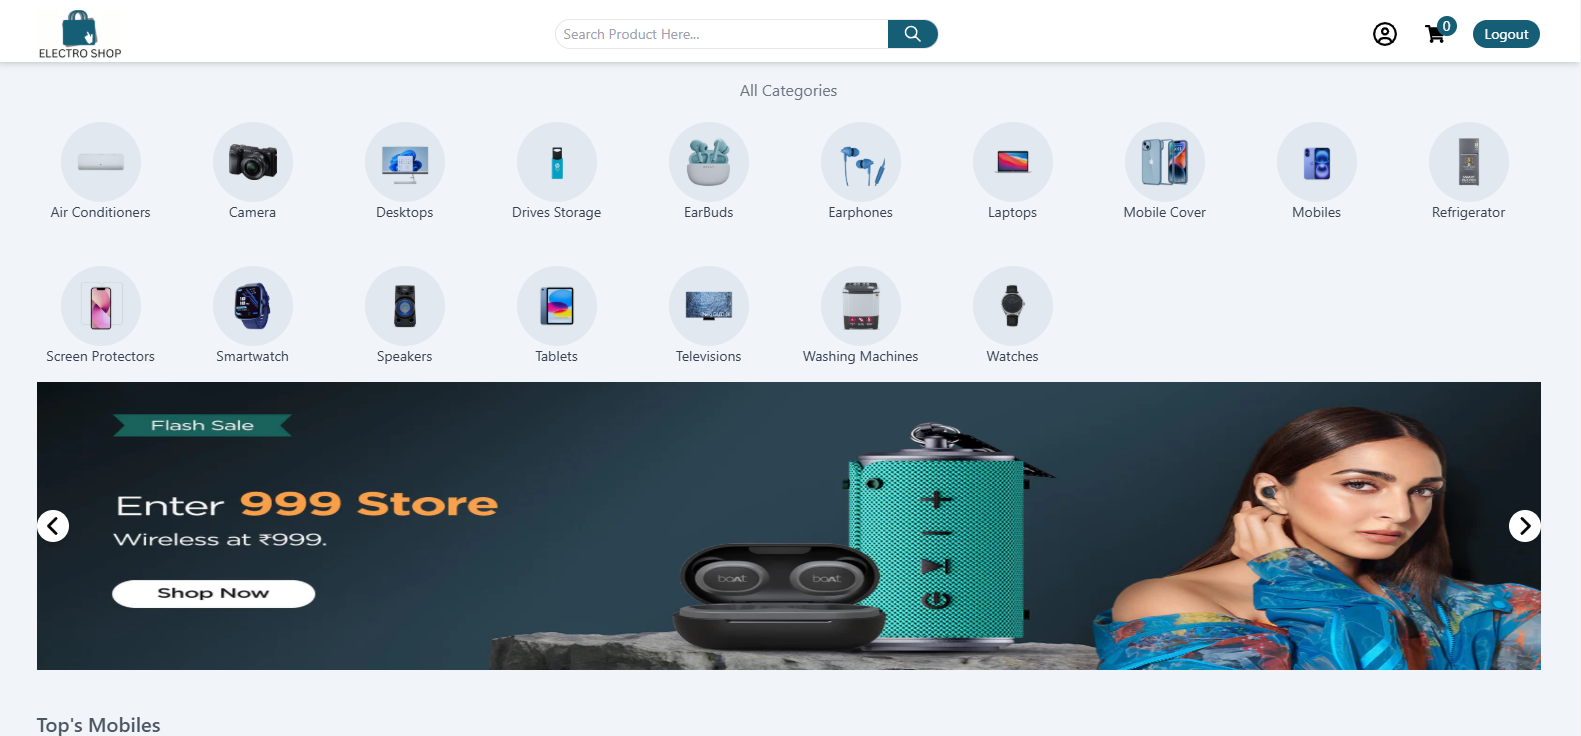 ELECTRO SHOP
Search Product Here...
0
Logout
All Categories
Air Conditioners
Camera
Desktops
Drives Storage
EarBuds
Earphones
Laptops
Mobile Cover
Mobiles
Refrigerator
Screen Protectors
Smartwatch
Speakers
Tablets
Televisions
Washing Machines
Watches
Flash Sale
Enter 999 Store
Wireless at ₹999.
Shop Now
boAt boAt
Top's Mobiles